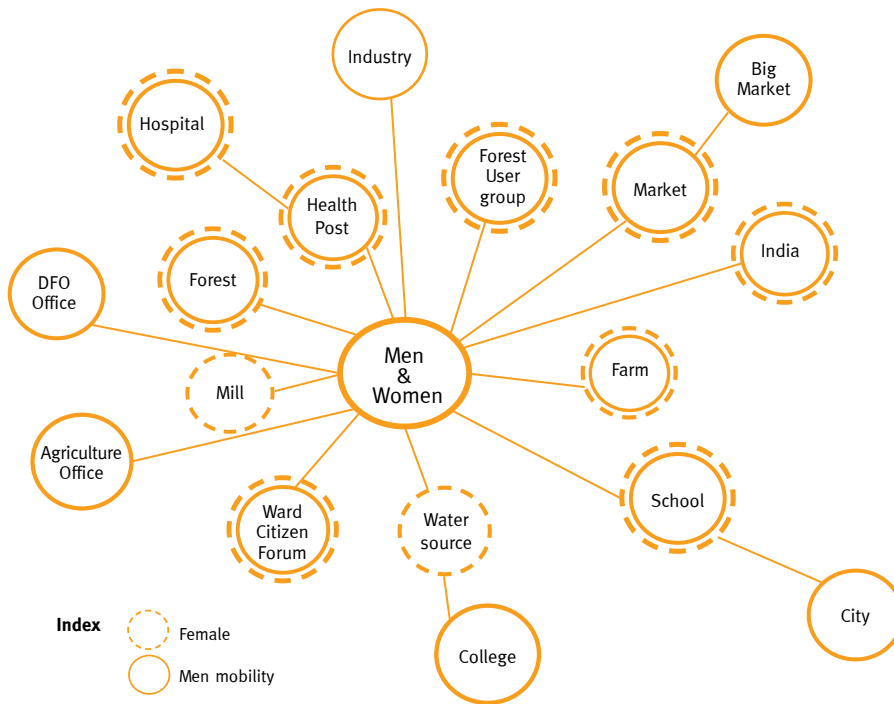 Industry
Big
Market
Hospital
Forest
User
group
Market
Health
Post
India
DFO
Office
Forest
Men
&
Women
Farm
Mill
Agriculture
Office
School
Ward
Citizen
Forum
Water
source
City
Index
Female
College
Men mobility